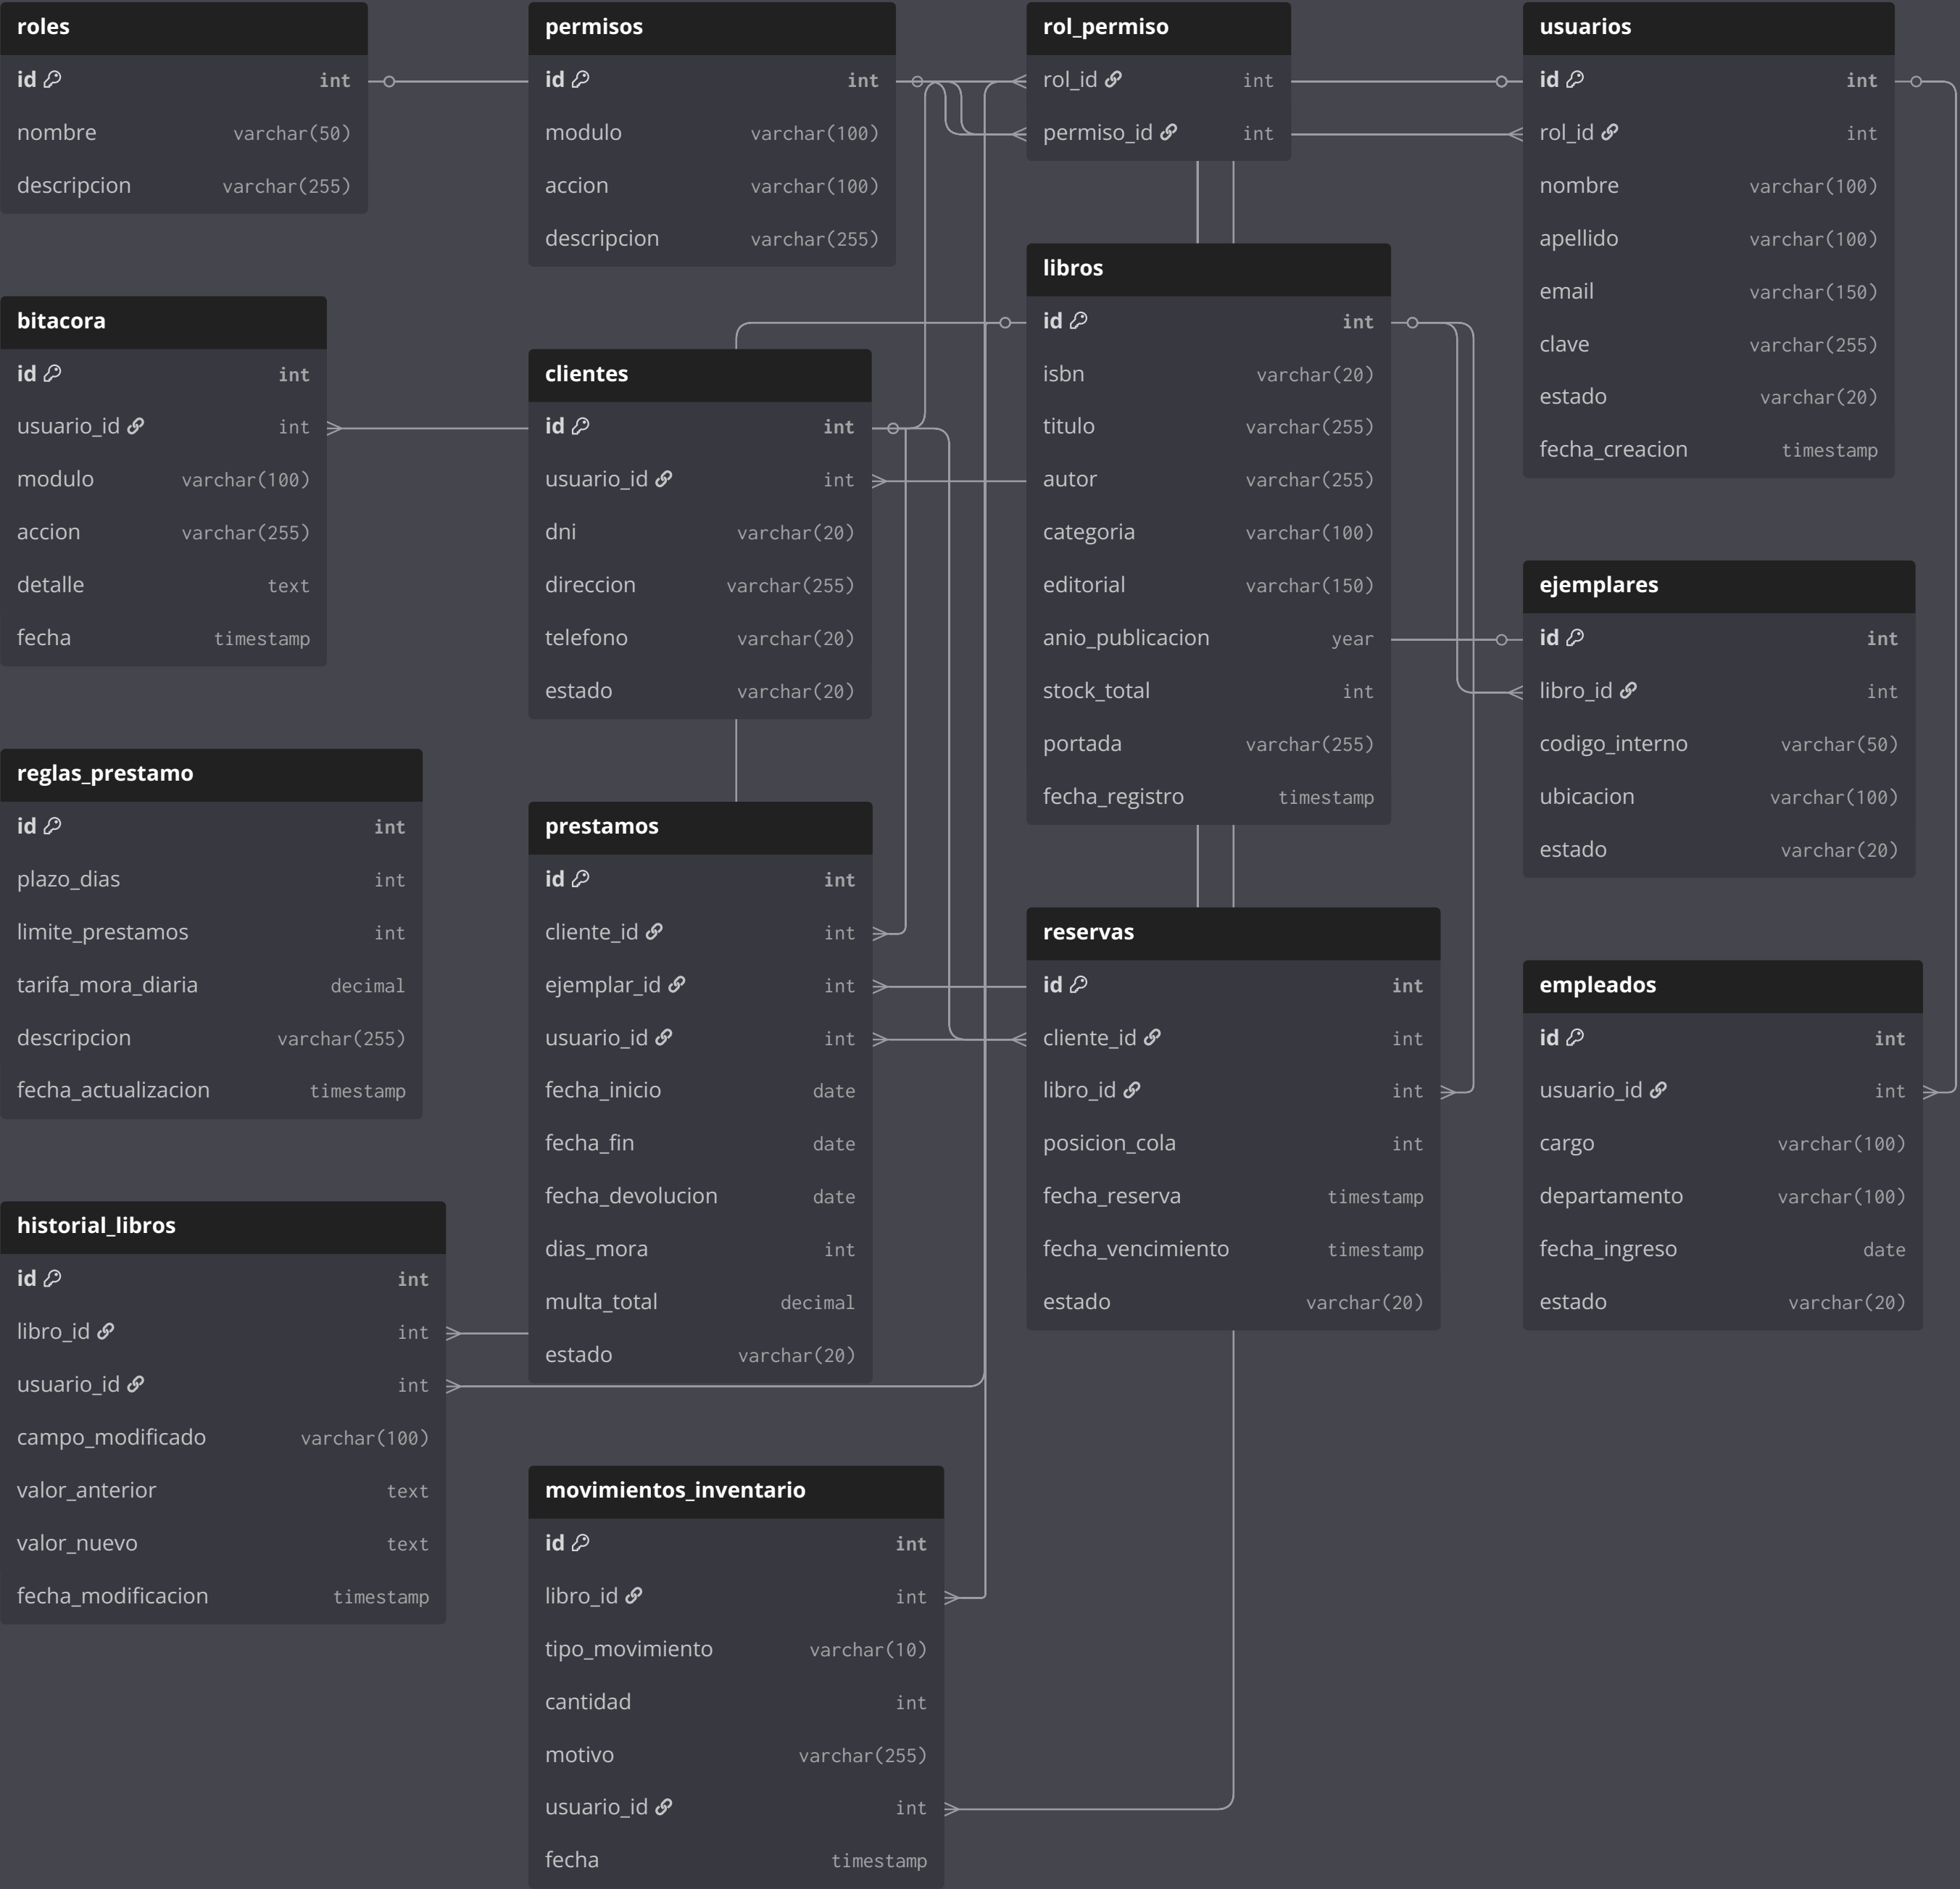 roles
id int
nombre varchar(50)
descripcion varchar(255)
permisos
id int
modulo varchar(100)
accion varchar(100)
descripcion varchar(255)
rol_permiso
rol_id int
permiso_id int
usuarios
id int
rol_id int
nombre varchar(100)
apellido varchar(100)
email varchar(150)
clave varchar(255)
estado varchar(20)
fecha_creacion timestamp
bitacora
id int
usuario_id int
modulo varchar(100)
accion varchar(255)
detalle text
fecha timestamp
clientes
id int
usuario_id int
dni varchar(20)
direccion varchar(255)
telefono varchar(20)
estado varchar(20)
libros
id int
isbn varchar(20)
titulo varchar(255)
autor varchar(255)
categoria varchar(100)
editorial varchar(150)
anio_publicacion year
stock_total int
portada varchar(255)
fecha_registro timestamp
ejemplares
id int
libro_id int
codigo_interno varchar(50)
ubicacion varchar(100)
estado varchar(20)
reglas_prestamo
id int
plazo_dias int
limite_prestamos int
tarifa_mora_diaria decimal
descripcion varchar(255)
fecha_actualizacion timestamp
prestamos
id int
cliente_id int
ejemplar_id int
usuario_id int
fecha_inicio date
fecha_fin date
fecha_devolucion date
dias_mora int
multa_total decimal
estado varchar(20)
reservas
id int
cliente_id int
libro_id int
posicion_cola int
fecha_reserva timestamp
fecha_vencimiento timestamp
estado varchar(20)
empleados
id int
usuario_id int
cargo varchar(100)
departamento varchar(100)
fecha_ingreso date
estado varchar(20)
historial_libros
id int
libro_id int
usuario_id int
campo_modificado varchar(100)
valor_anterior text
valor_nuevo text
fecha_modificacion timestamp
movimientos_inventario
id int
libro_id int
tipo_movimiento varchar(10)
cantidad int
motivo varchar(255)
usuario_id int
fecha timestamp